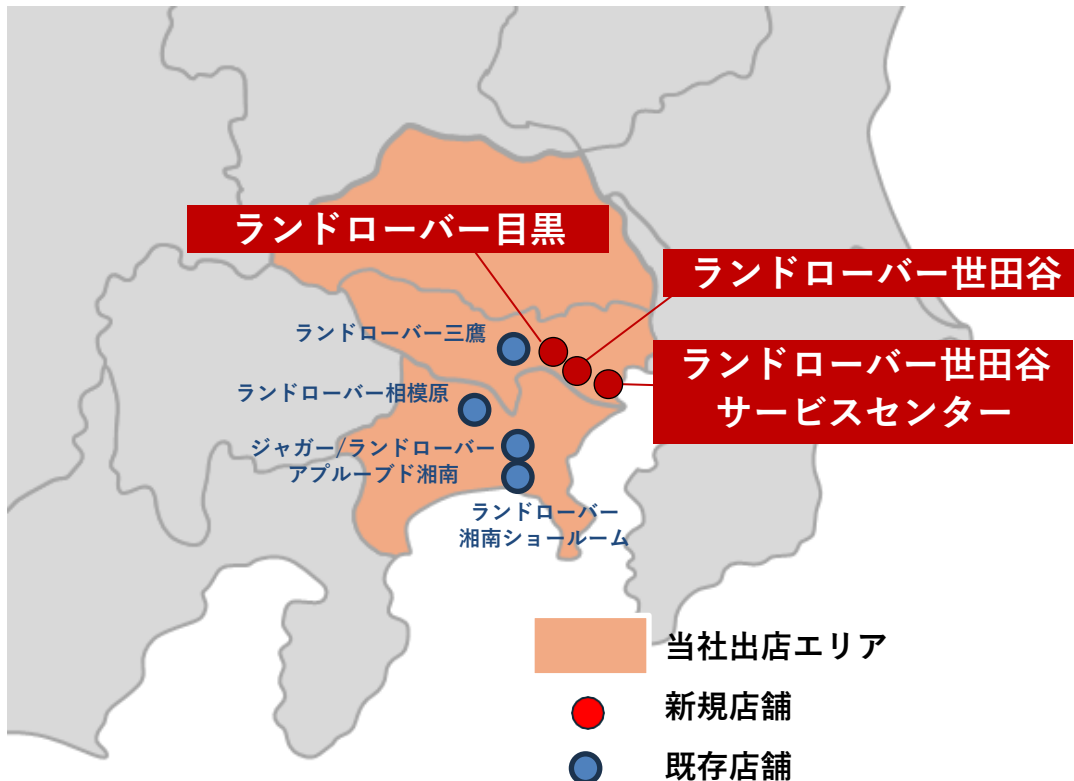 ランドローバー目黒
ランドローバー世田谷
ランドローバー三鷹
ランドローバー世田谷
サービスセンター
ランドローバー相模原
ジャガー/ランドローバー
アプルーブド湘南
ランドローバー
湘南ショールーム
当社出店エリア
新規店舗
既存店舗